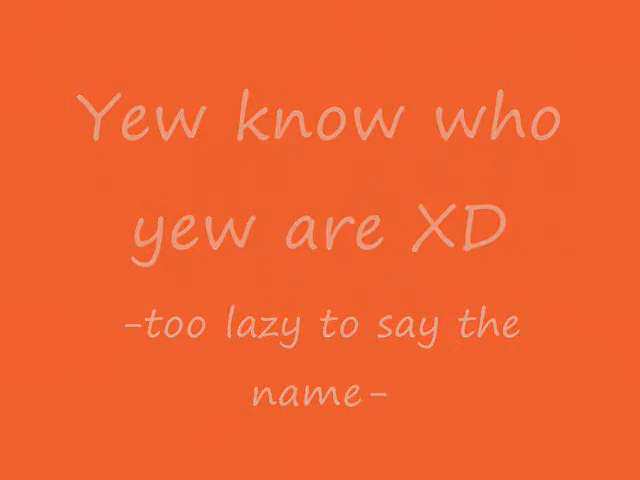 Yew know who
yew are XD
-too lazy to say the
name-